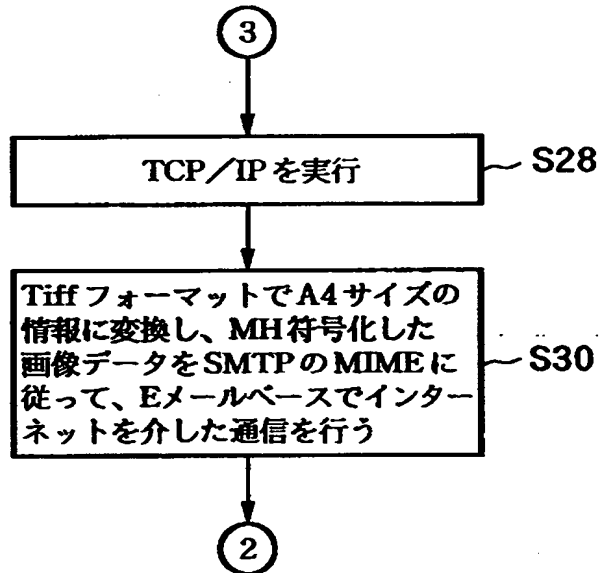 3
TCP／IPを実行
S28
Tiffフォーマットで A4サイズの
情報に変換し、MH符号化した
画像データをSMTPのMIMEに
従って、Eメールベースでインター
ネットを介した通信を行う
S30
2